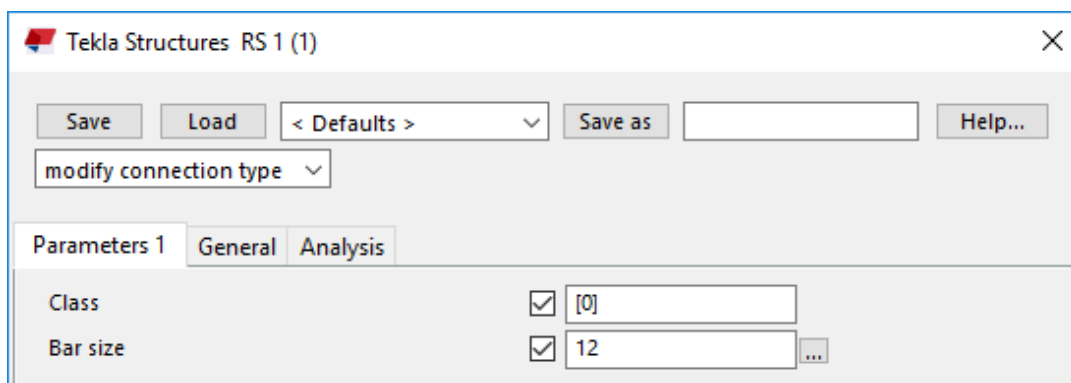 Tekla Structures RS 1 (1)
Save Load < Defaults > Save as Help...
modify connection type
Parameters 1 General Analysis
Class [0]
Bar size 12 ...